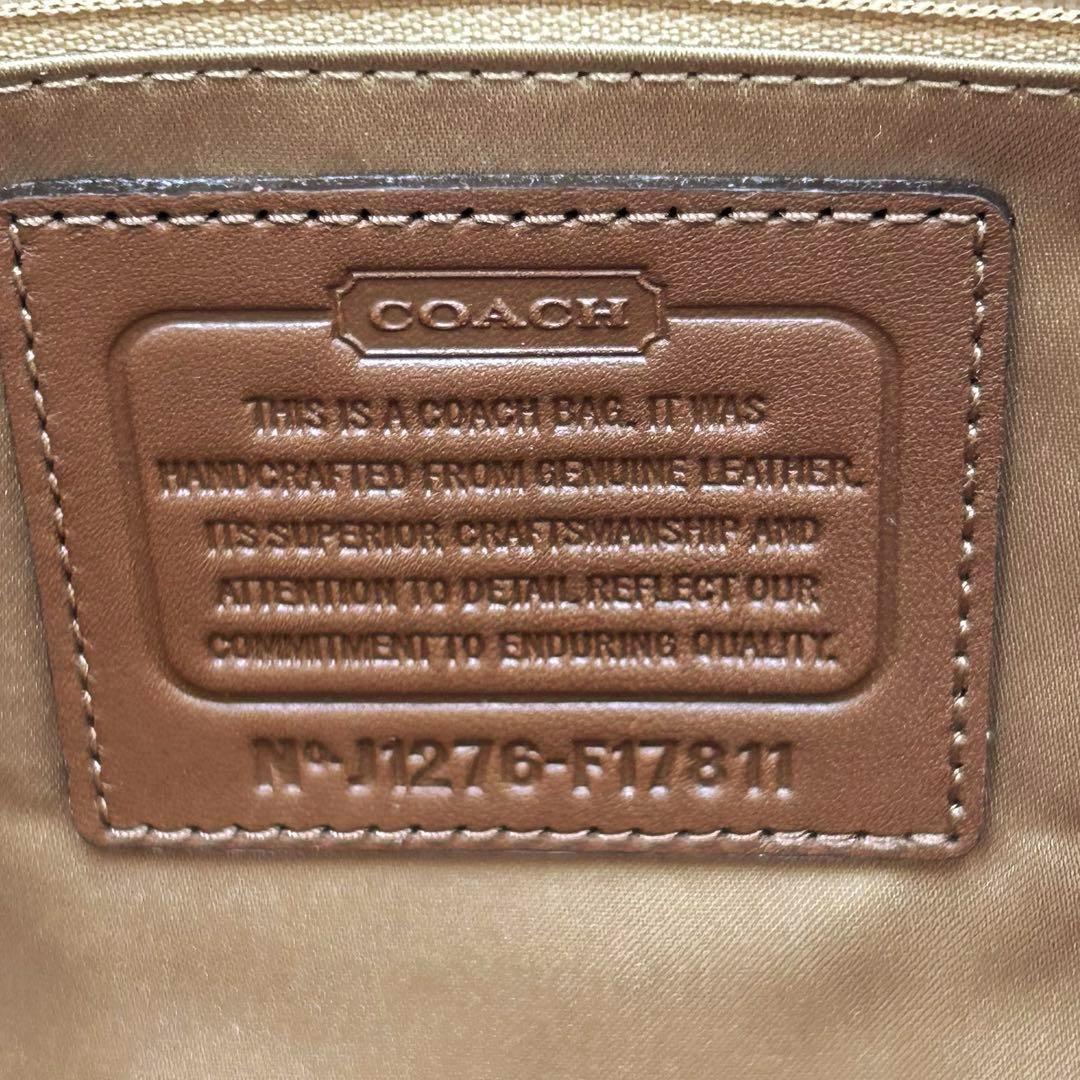 COACH
THIS IS A COACH BAG. IT WAS
HANDCRAFTED FROM GENUINE LEATHER.
ITS SUPERIOR CRAFTSMANSHIP AND
ATTENTION TO DETAIL REFLECT OUR
COMMITMENT TO ENDURING QUALITY.
Nº J1276-F17811